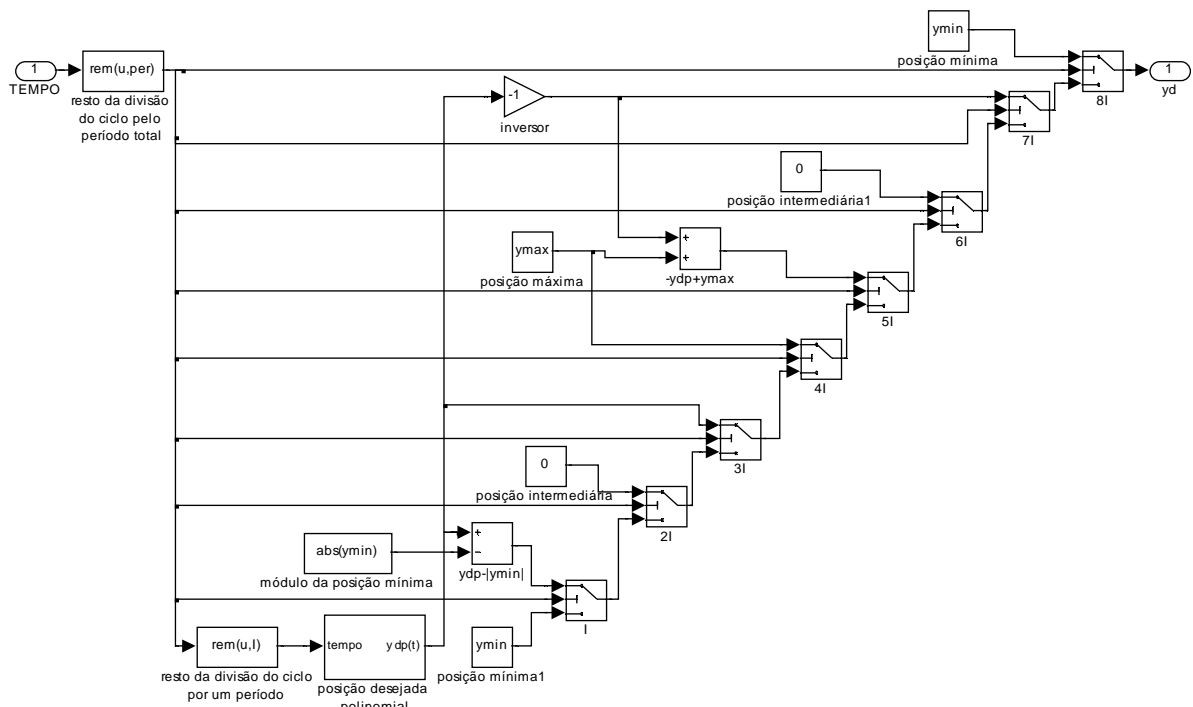 ymin
posição mínima
8I
1
yd
1
TEMPO
rem(u,per)
resto da divisão
do ciclo pelo
período total
-1
inversor
7I
0
posição intermediária1
6I
ymax
posição máxima
+
+
-ydp+ymax
5I
4I
3I
0
posição intermediária
2I
abs(ymin)
módulo da posição mínima
+
−
ydp-|ymin|
I
rem(u,I)
resto da divisão do ciclo
por um período
tempo
ydp(t)
posição desejada
polinomial
ymin
posição mínima1